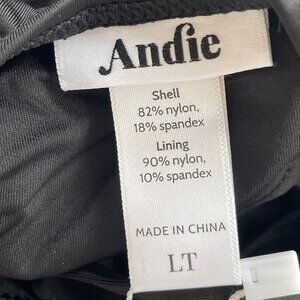 Andie
Shell
82% nylon,
18% spandex
Lining
90% nylon,
10% spandex
MADE IN CHINA
LT